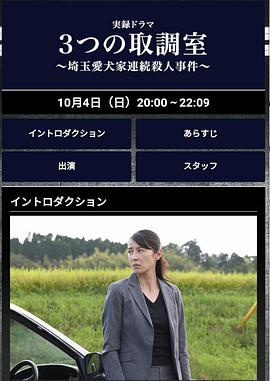 実録ドラマ
3つの取調室
～埼玉愛犬家連続殺人事件～
10月4日（日）20:00～22:09
イントロダクション
あらすじ
出演
スタッフ
イントロダクション